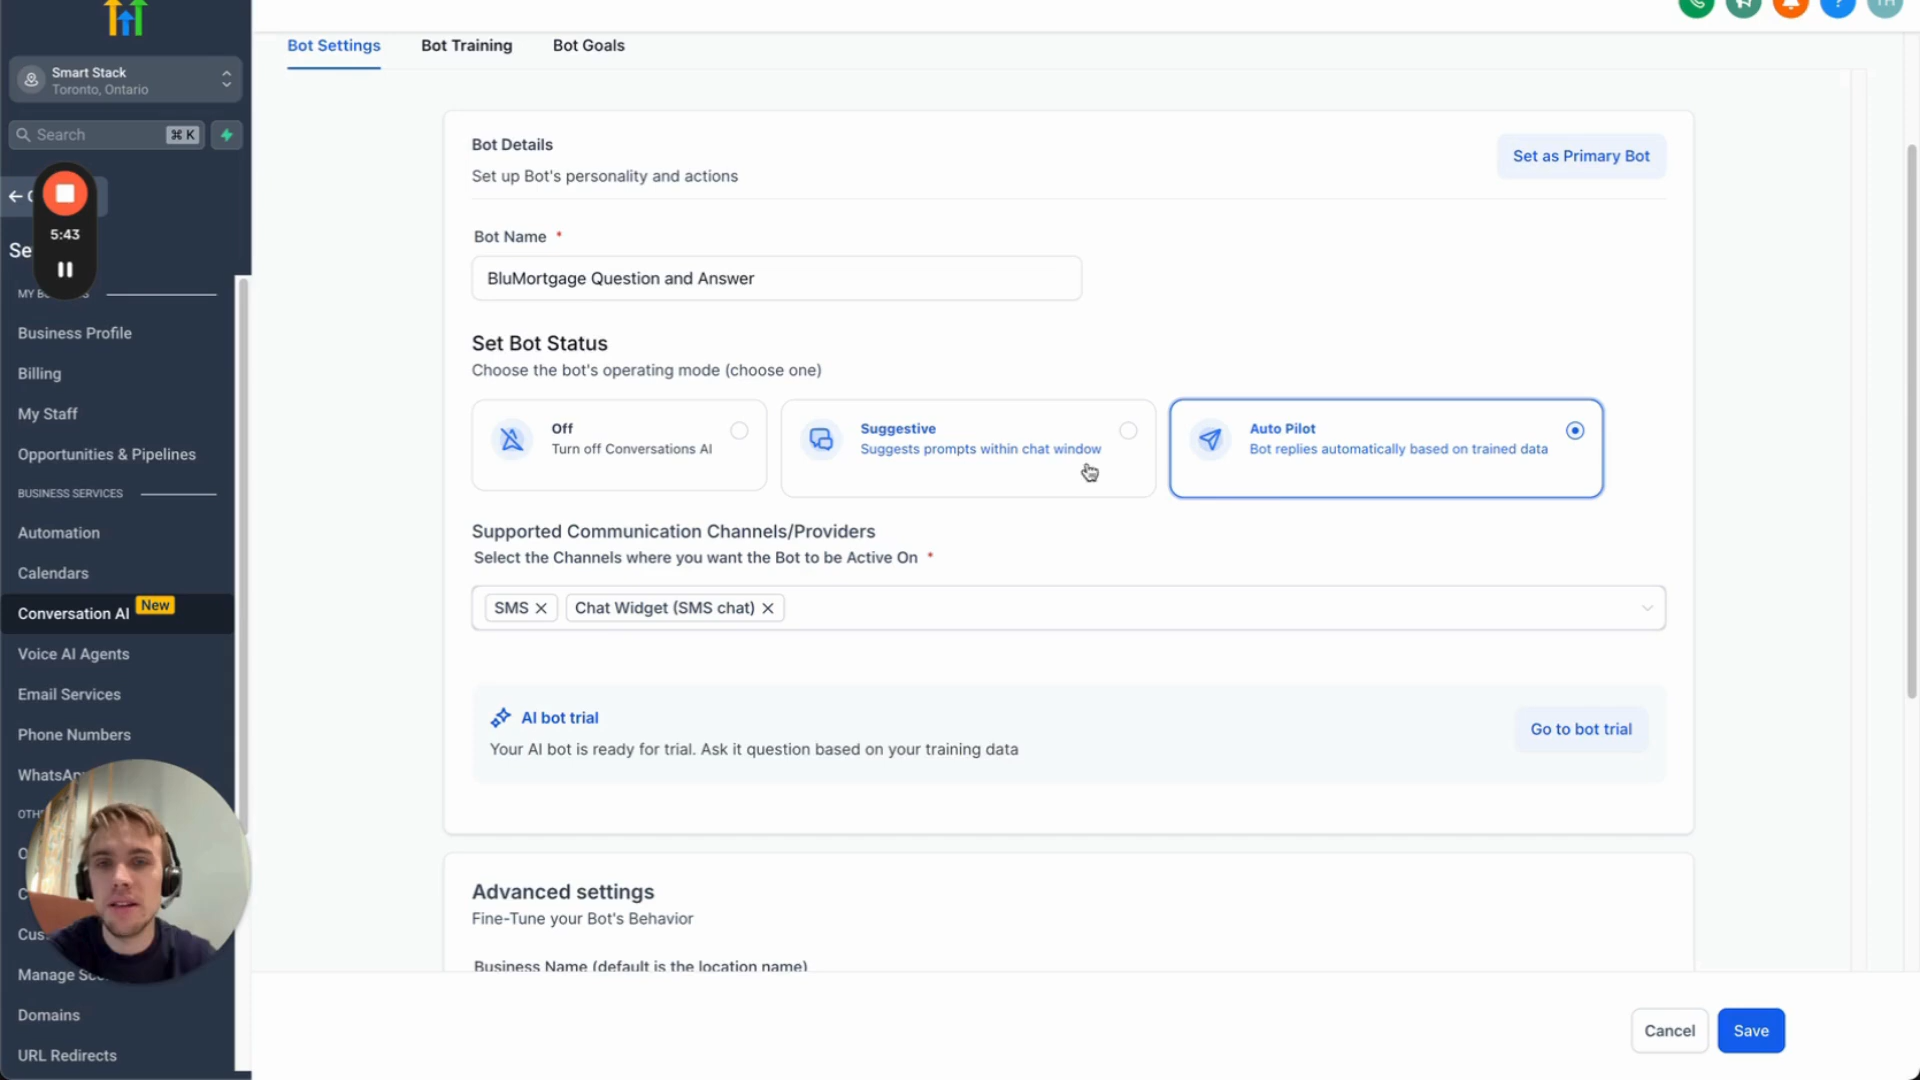 Smart Stack
Toronto, Ontario
Search
⌘ K
5:43
Business Profile
Billing
My Staff
Opportunities & Pipelines
BUSINESS SERVICES
Automation
Calendars
Conversation AI
New
Voice AI Agents
Email Services
Phone Numbers
Domains
URL Redirects
Bot Settings
Bot Training
Bot Goals
Bot Details
Set up Bot's personality and actions
Set as Primary Bot
Bot Name *
BluMortgage Question and Answer
Set Bot Status
Choose the bot's operating mode (choose one)
Off
Turn off Conversations AI
Suggestive
Suggests prompts within chat window
Auto Pilot
Bot replies automatically based on trained data
Supported Communication Channels/Providers
Select the Channels where you want the Bot to be Active On *
SMS
Chat Widget (SMS chat)
AI bot trial
Your AI bot is ready for trial. Ask it question based on your training data
Go to bot trial
Advanced settings
Fine-Tune your Bot's Behavior
Business Name (default is the location name)
Cancel
Save